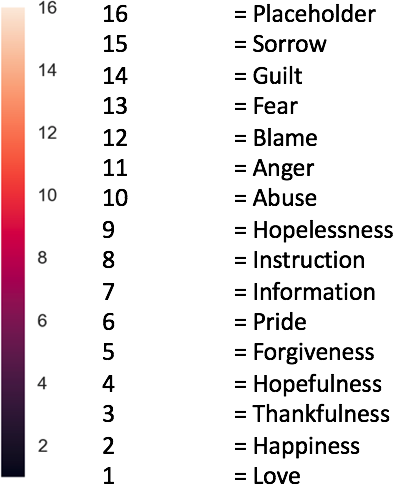 16
14
12
10
8
6
4
2
16 = Placeholder
15 = Sorrow
14 = Guilt
13 = Fear
12 = Blame
11 = Anger
10 = Abuse
9 = Hopelessness
8 = Instruction
7 = Information
6 = Pride
5 = Forgiveness
4 = Hopefulness
3 = Thankfulness
2 = Happiness
1 = Love